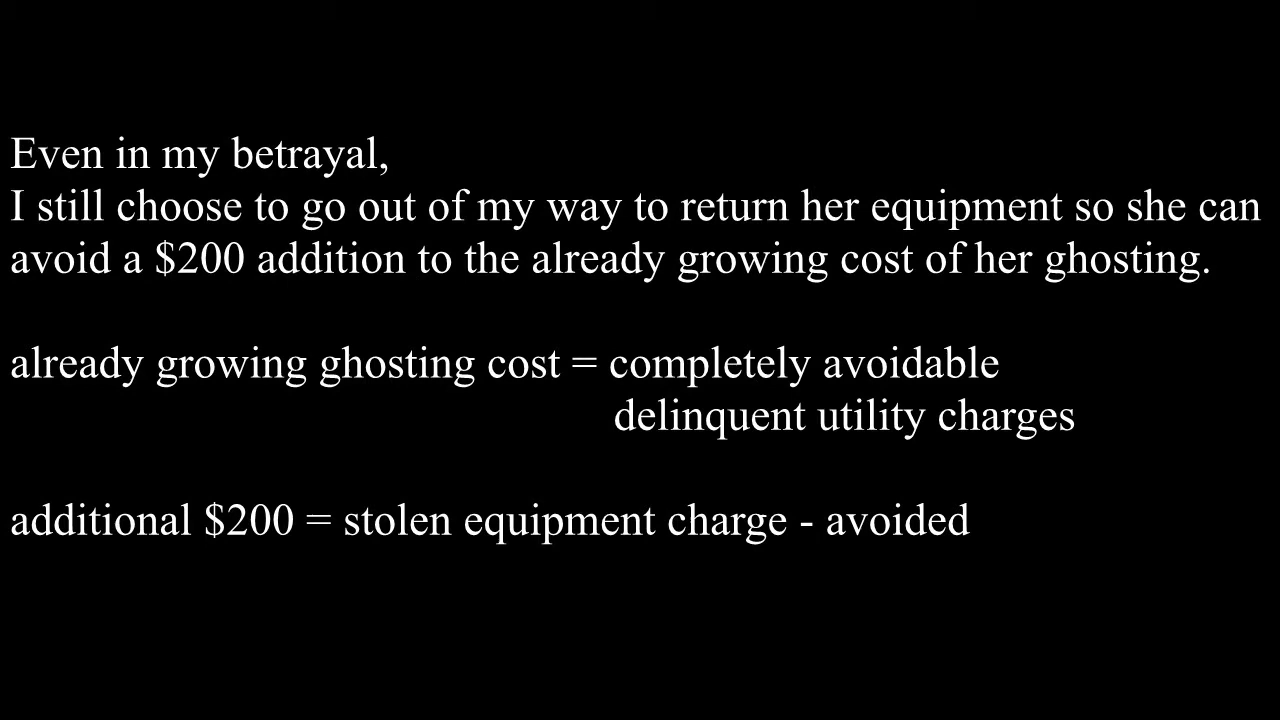 Even in my betrayal,
I still choose to go out of my way to return her equipment so she can
avoid a $200 addition to the already growing cost of her ghosting.
already growing ghosting cost = completely avoidable
delinquent utility charges
additional $200 = stolen equipment charge - avoided